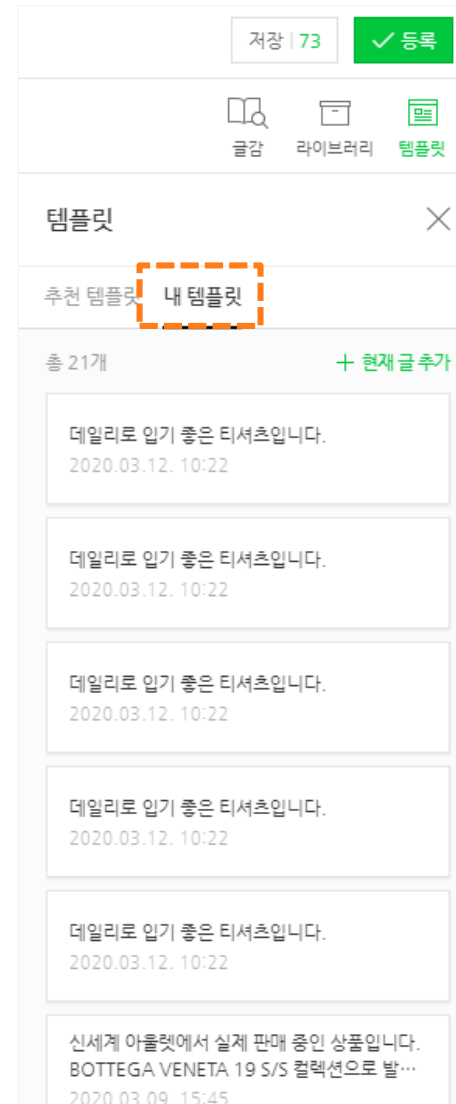 저장 | 73 등록
글감 라이브러리 템플릿
템플릿
추천 템플릿 내 템플릿
총 21개 + 현재 글 추가
데일리로 입기 좋은 티셔츠입니다.
2020.03.12. 10:22
데일리로 입기 좋은 티셔츠입니다.
2020.03.12. 10:22
데일리로 입기 좋은 티셔츠입니다.
2020.03.12. 10:22
데일리로 입기 좋은 티셔츠입니다.
2020.03.12. 10:22
데일리로 입기 좋은 티셔츠입니다.
2020.03.12. 10:22
신세계 아울렛에서 실제 판매 중인 상품입니다.
BOTTEGA VENETA 19 S/S 컬렉션으로 발…
2020.03.09. 15:45